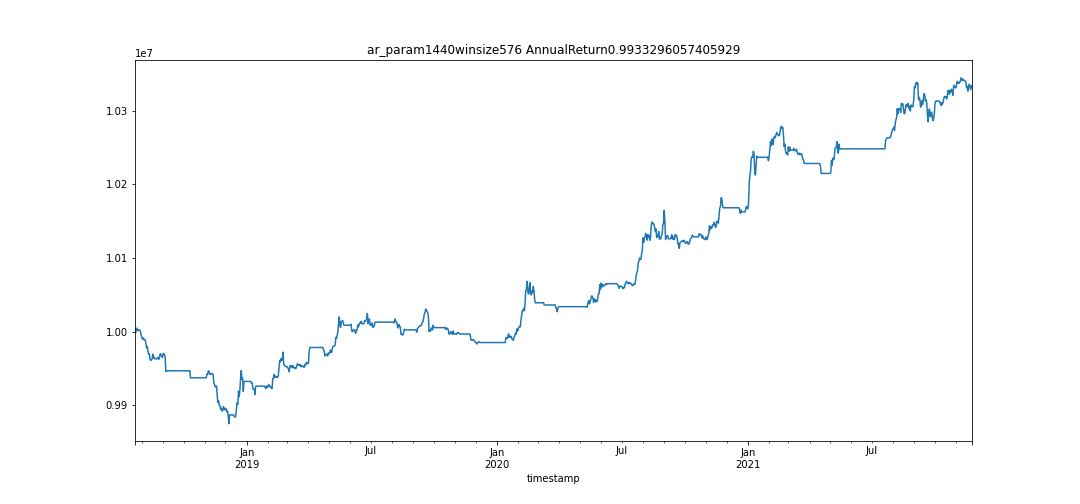 ar_param1440winsize576 AnnualReturn0.9933296057405929
1e7
1.03
1.02
1.01
1.00
0.99
Jan Jul Jan Jul Jan Jul
2019 2020 2021
timestamp